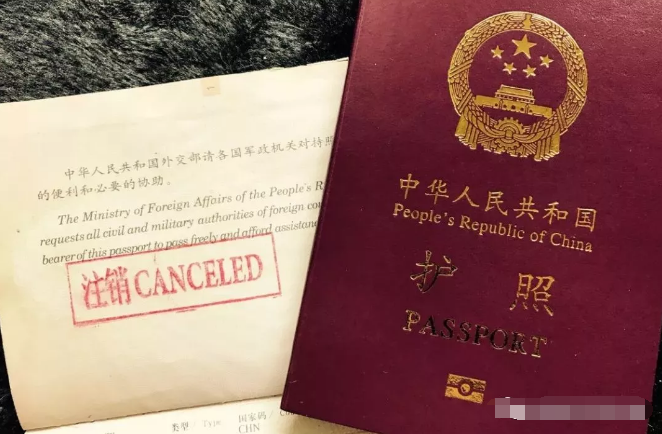 中华人民共和国外交部请各国军政机关对持照
的便利和必要的协助。
The Ministry of Foreign Affairs of the People's R
requests all civil and military authorities of foreign cou
bearer of this passport to pass freely and afford assistan
注销 CANCELED
类型 Type
国家码 / Cou
CHN
中华人民共和国
People's Republic of China
护照
PASSPORT